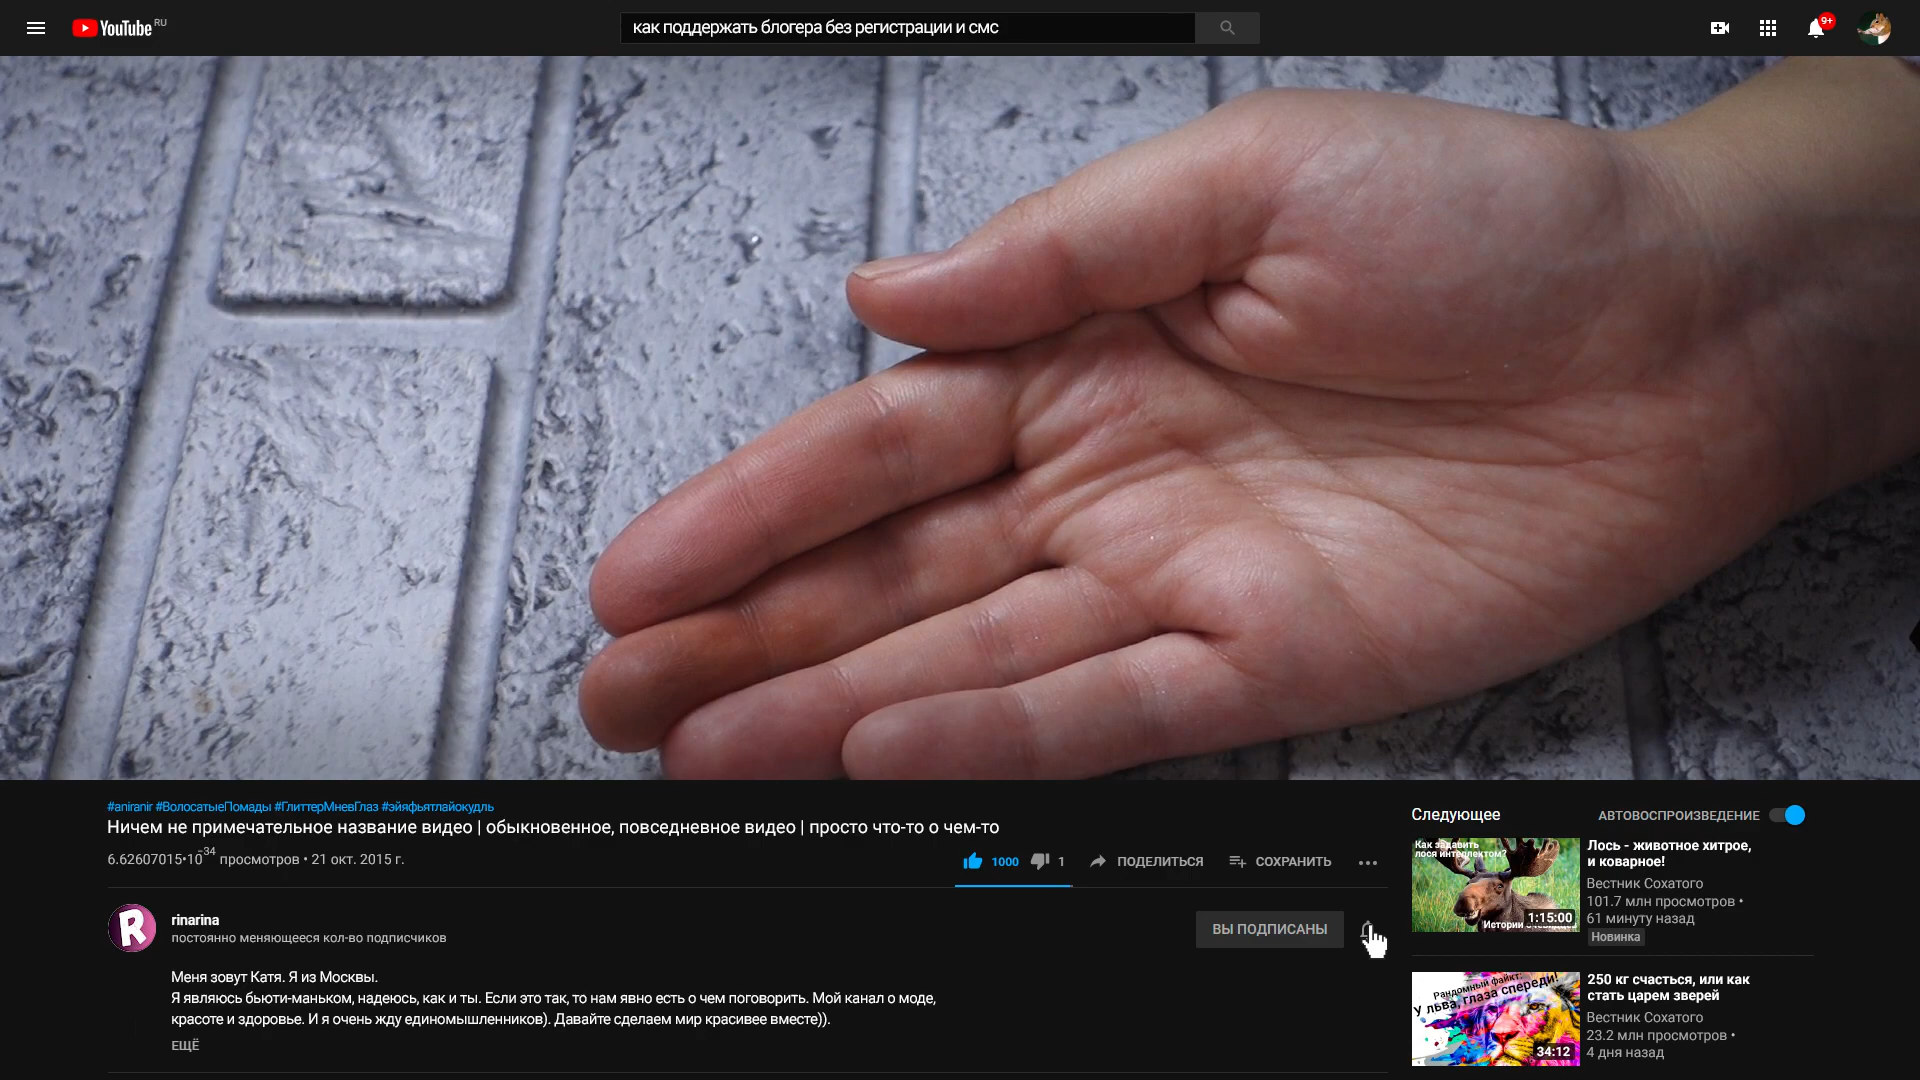 YouTube RU
как поддержать блогера без регистрации и смс
9+
#aniranir #ВолосатыеПомады #ГлиттерМневГлаз #эйяфьятлайокудль
Ничем не примечательное название видео | обыкновенное, повседневное видео | просто что-то о чем-то
6.62607015•10⁻³⁴ просмотров • 21 окт. 2015 г.
1000 1 ПОДЕЛИТЬСЯ СОХРАНИТЬ
R
rinarina
постоянно меняющееся кол-во подписчиков
ВЫ ПОДПИСАНЫ
Меня зовут Катя. Я из Москвы.
Я являюсь бьюти-маньком, надеюсь, как и ты. Если это так, то нам явно есть о чем поговорить. Мой канал о моде,
красоте и здоровье. И я очень жду единомышленников). Давайте сделаем мир красивее вместе)).
ЕЩЁ
Следующее АВТОВОСПРОИЗВЕДЕНИЕ
Как задавить
лося интеллектом?
1:15:00
Истории
Лось - животное хитрое,
и коварное!
Вестник Сохатого
101.7 млн просмотров •
61 минуту назад
Новинка
Рандомный файкт:
У льва, глаза спереди!
34:12
250 кг счасться, или как
стать царем зверей
Вестник Сохатого
23.2 млн просмотров •
4 дня назад